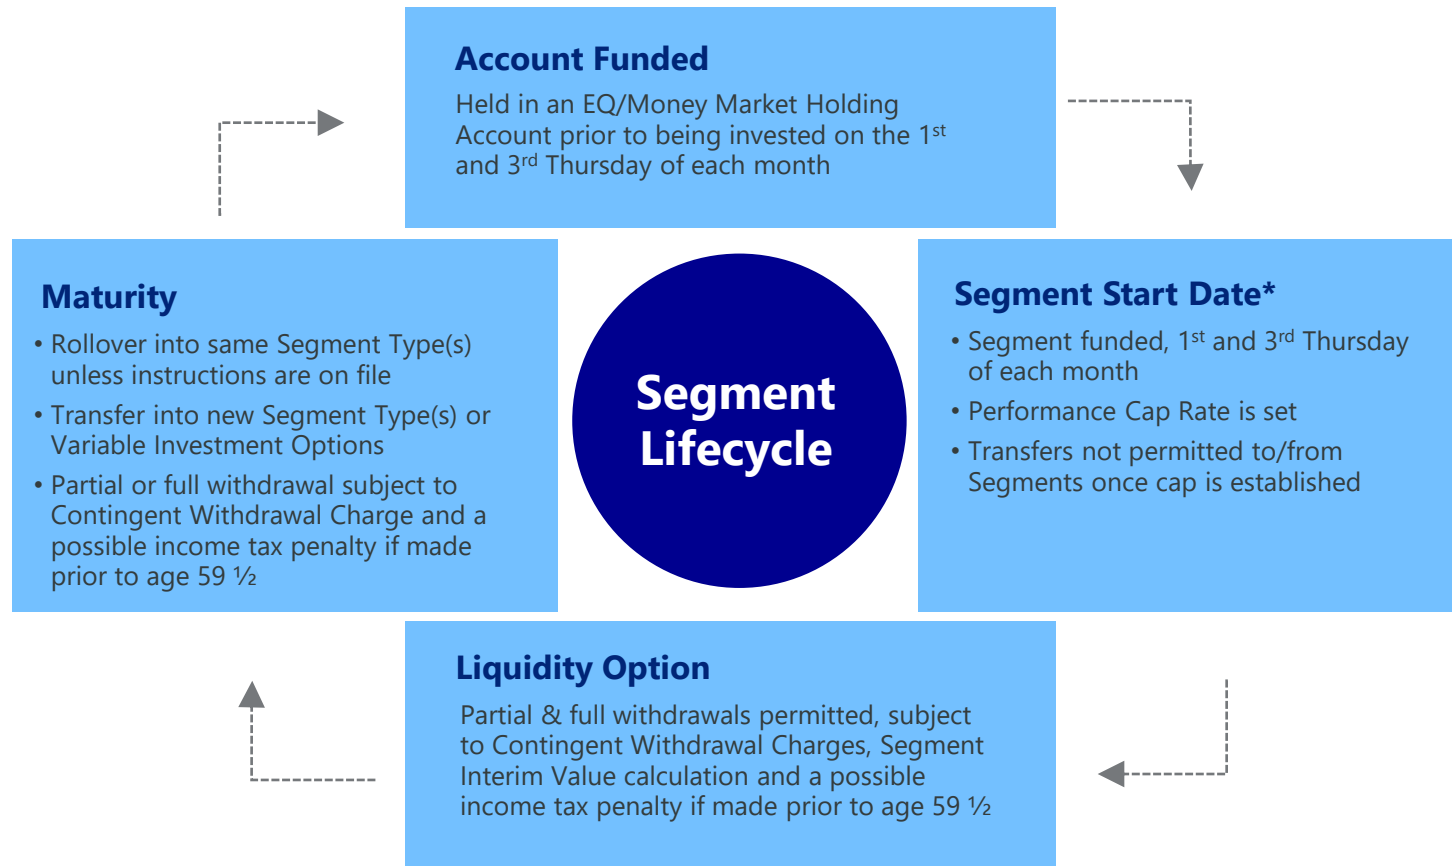 Account Funded
Held in an EQ/Money Market Holding
Account prior to being invested on the 1st
and 3rd Thursday of each month
Maturity
• Rollover into same Segment Type(s)
unless instructions are on file
• Transfer into new Segment Type(s) or
Variable Investment Options
• Partial or full withdrawal subject to
Contingent Withdrawal Charge and a
possible income tax penalty if made
prior to age 59 ½
Segment
Lifecycle
Segment Start Date*
• Segment funded, 1st and 3rd Thursday
of each month
• Performance Cap Rate is set
• Transfers not permitted to/from
Segments once cap is established
Liquidity Option
Partial & full withdrawals permitted, subject
to Contingent Withdrawal Charges, Segment
Interim Value calculation and a possible
income tax penalty if made prior to age 59 ½